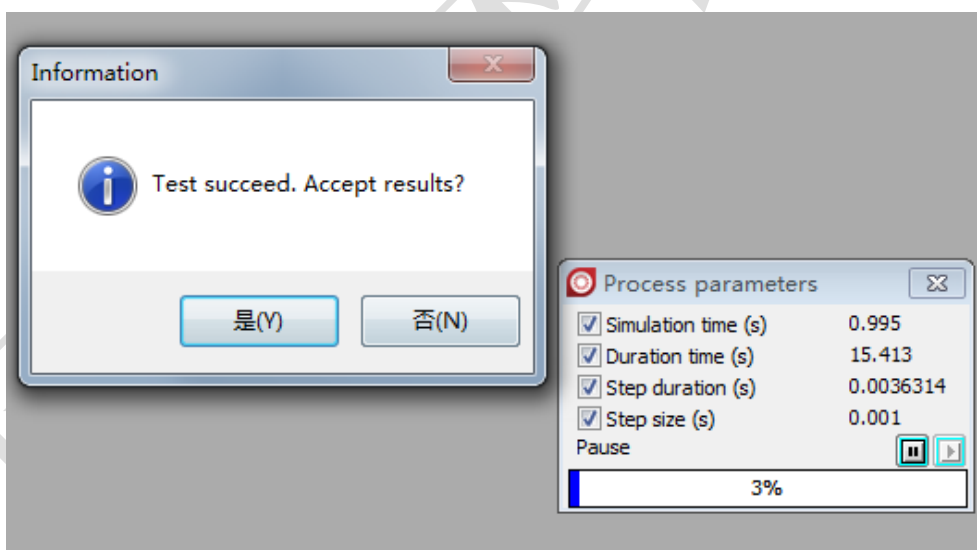 Information
Test succeed. Accept results?
是(Y)
否(N)
Process parameters
Simulation time (s) 0.995
Duration time (s) 15.413
Step duration (s) 0.0036314
Step size (s) 0.001
Pause
3%